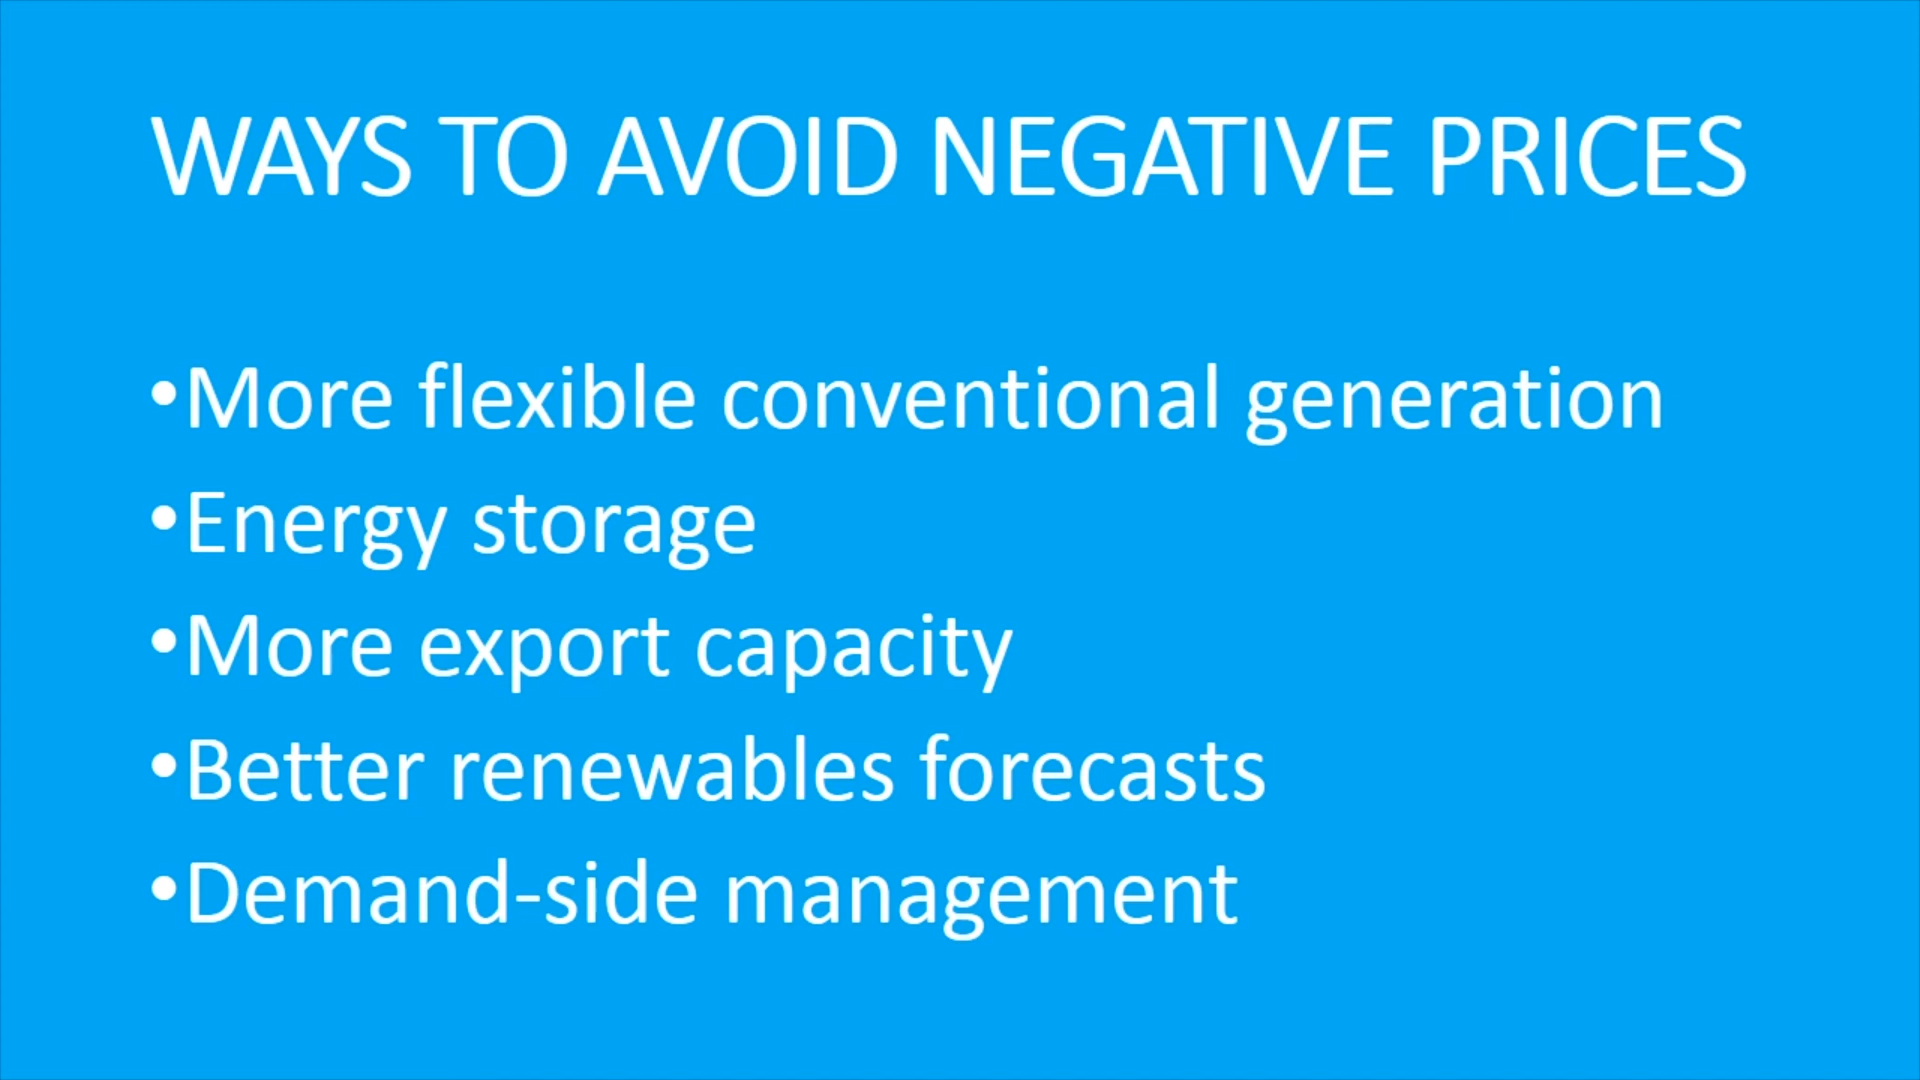 WAYS TO AVOID NEGATIVE PRICES
•More flexible conventional generation
•Energy storage
•More export capacity
•Better renewables forecasts
•Demand-side management